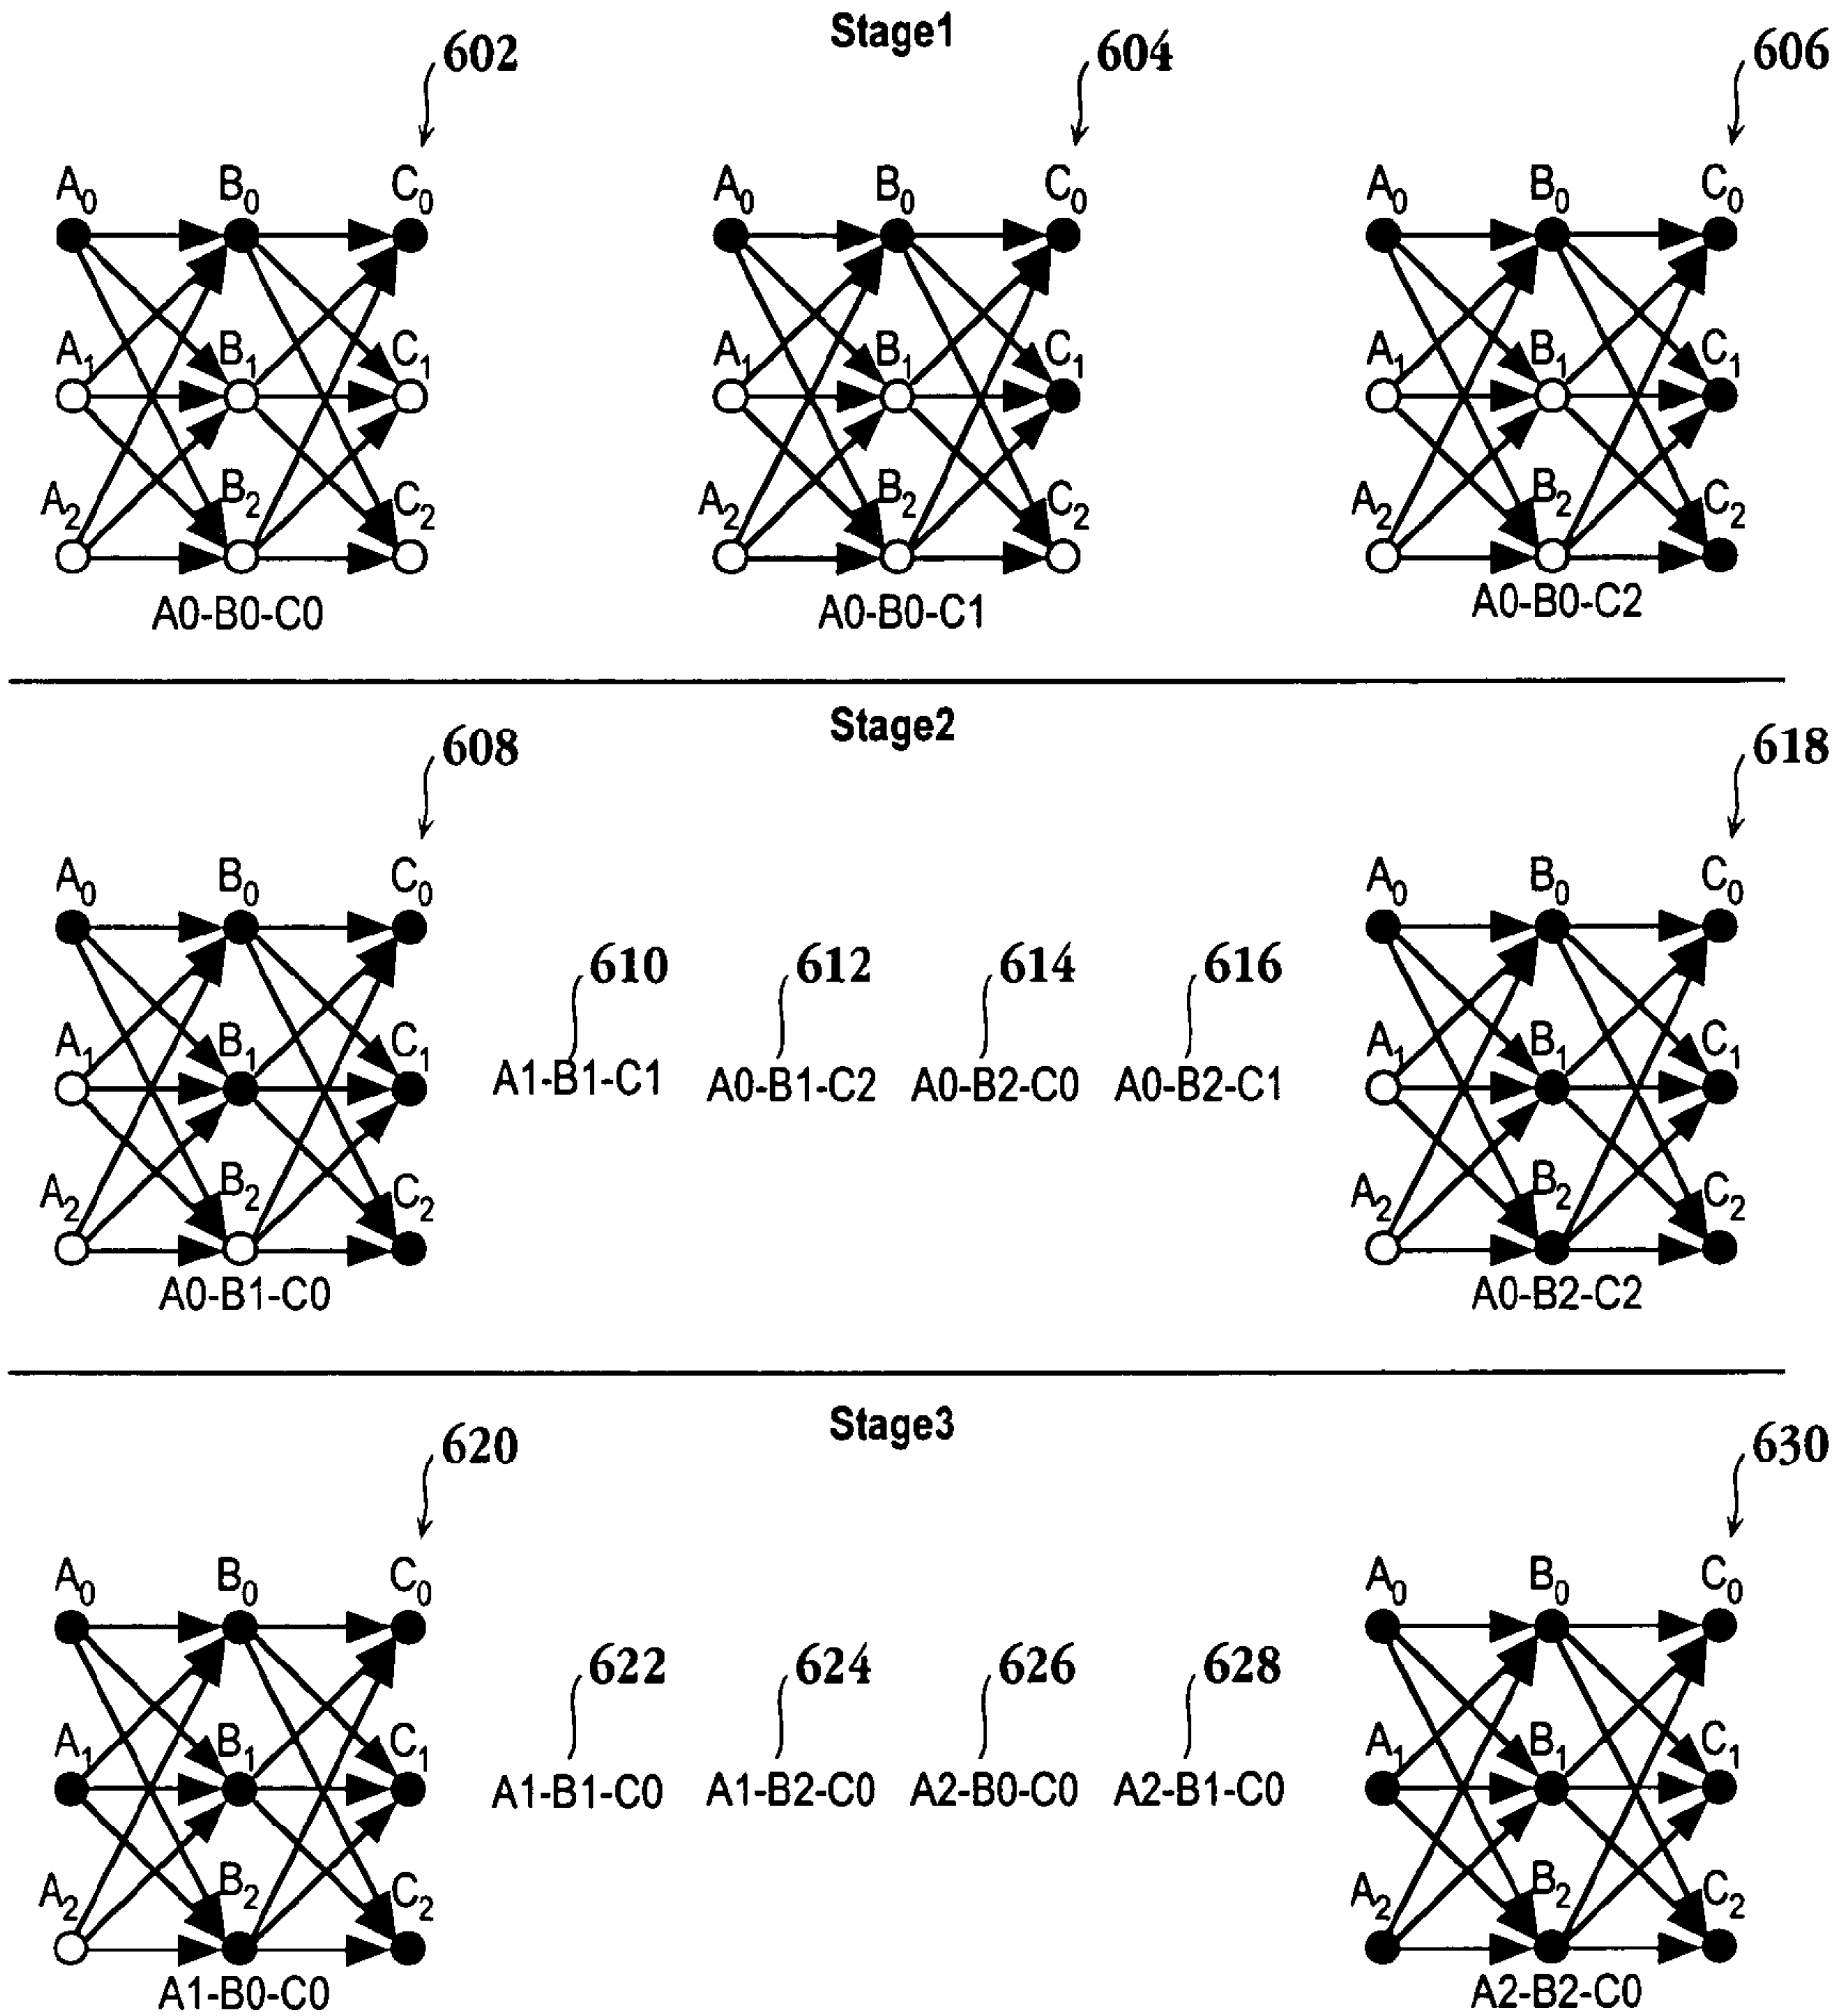 Stage1
602 604 606
A0 B0 C0 A0 B0 C0 A0 B0 C0
A1 B1 C1 A1 B1 C1 A1 B1 C1
A2 B2 C2 A2 B2 C2 A2 B2 C2
A0-B0-C0 A0-B0-C1 A0-B0-C2
Stage2
608 618
A0 B0 C0 A0 B0 C0
610 612 614 616
A1 B1 C1 A1 B1 C1
A1-B1-C1 A0-B1-C2 A0-B2-C0 A0-B2-C1
A2 B2 C2 A2 B2 C2
A0-B1-C0 A0-B2-C2
Stage3
620 630
A0 B0 C0 A0 B0 C0
622 624 626 628
A1 B1 C1 A1 B1 C1
A1-B1-C0 A1-B2-C0 A2-B0-C0 A2-B1-C0
A2 B2 C2 A2 B2 C2
A1-B0-C0 A2-B2-C0